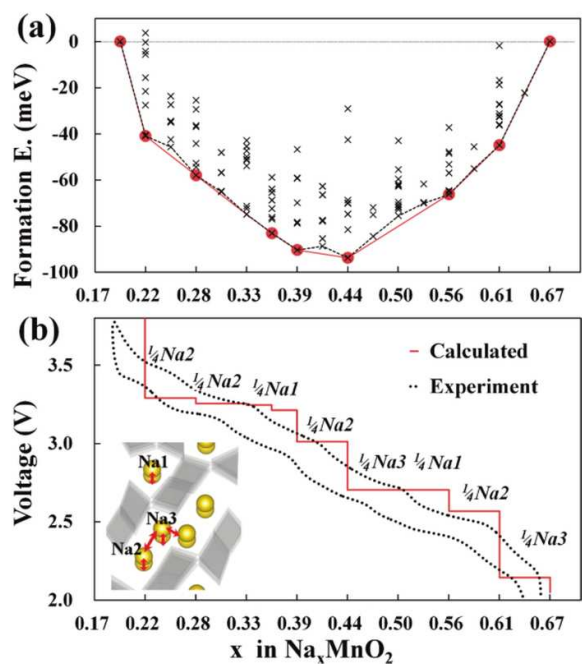 (a)
Formation E. (meV)
0
-20
-40
-60
-80
-100
0.17 0.22 0.28 0.33 0.39 0.44 0.50 0.56 0.61 0.67
(b)
Voltage (V)
3.5
3.0
2.5
2.0
¼Na2
¼Na2
¼Na1
¼Na2
¼Na3
¼Na1
¼Na2
¼Na3
Calculated
Experiment
Na1
Na3
Na2
0.17 0.22 0.28 0.33 0.39 0.44 0.50 0.56 0.61 0.67
x in NaₓMnO₂